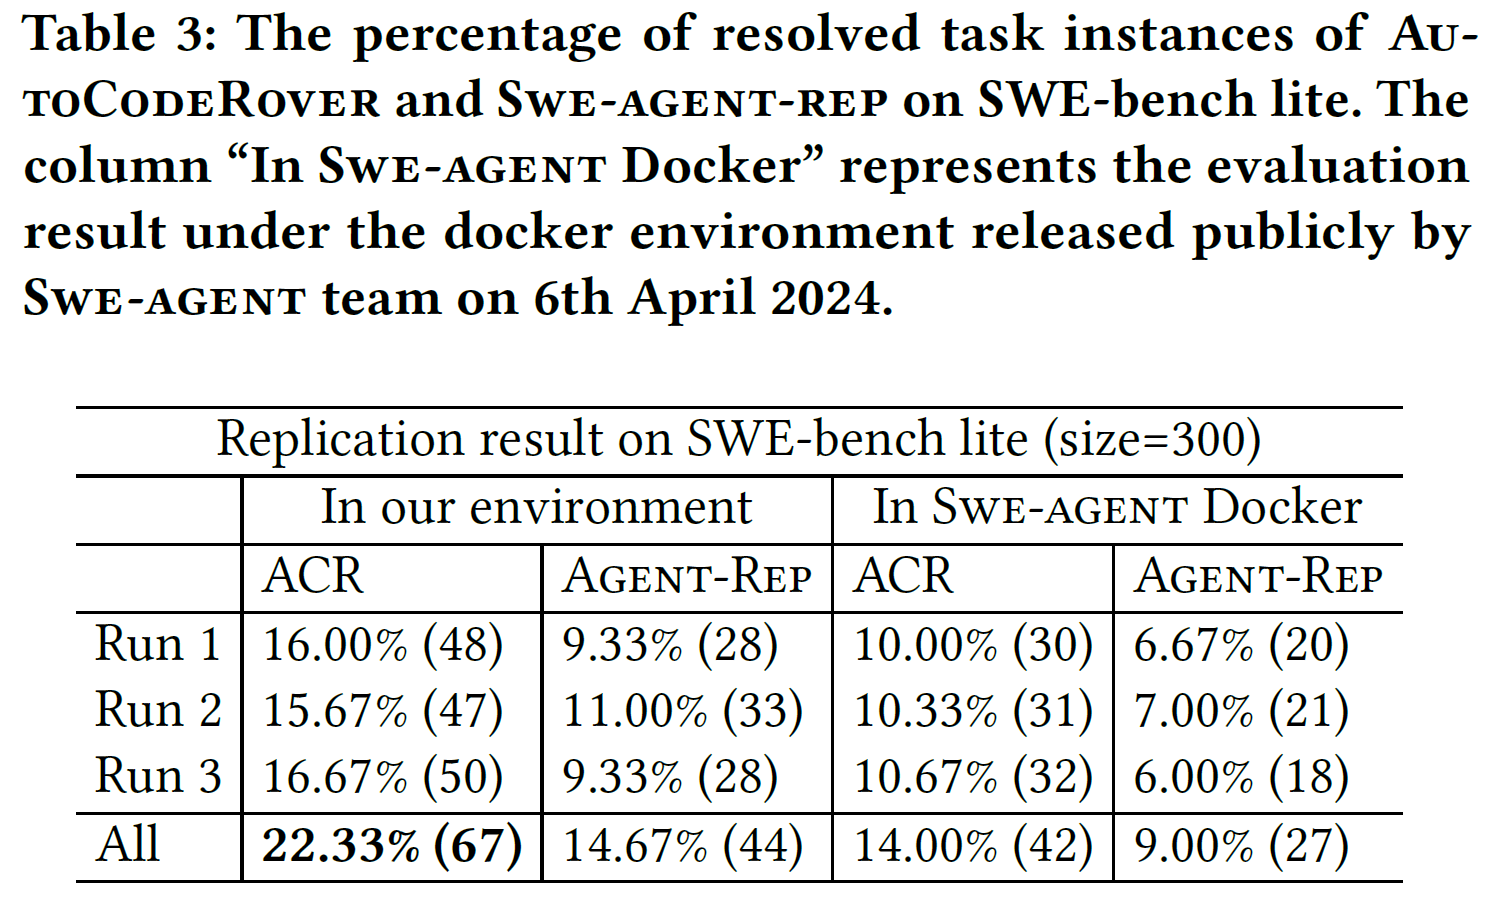 Table 3: The percentage of resolved task instances of AU-
TOCODEROVER and SWE-AGENT-REP on SWE-bench lite. The
column “In SWE-AGENT Docker” represents the evaluation
result under the docker environment released publicly by
SWE-AGENT team on 6th April 2024.
Replication result on SWE-bench lite (size=300)
In our environment In SWE-AGENT Docker
ACR AGENT-REP ACR AGENT-REP
Run 1 16.00% (48) 9.33% (28) 10.00% (30) 6.67% (20)
Run 2 15.67% (47) 11.00% (33) 10.33% (31) 7.00% (21)
Run 3 16.67% (50) 9.33% (28) 10.67% (32) 6.00% (18)
All 22.33% (67) 14.67% (44) 14.00% (42) 9.00% (27)